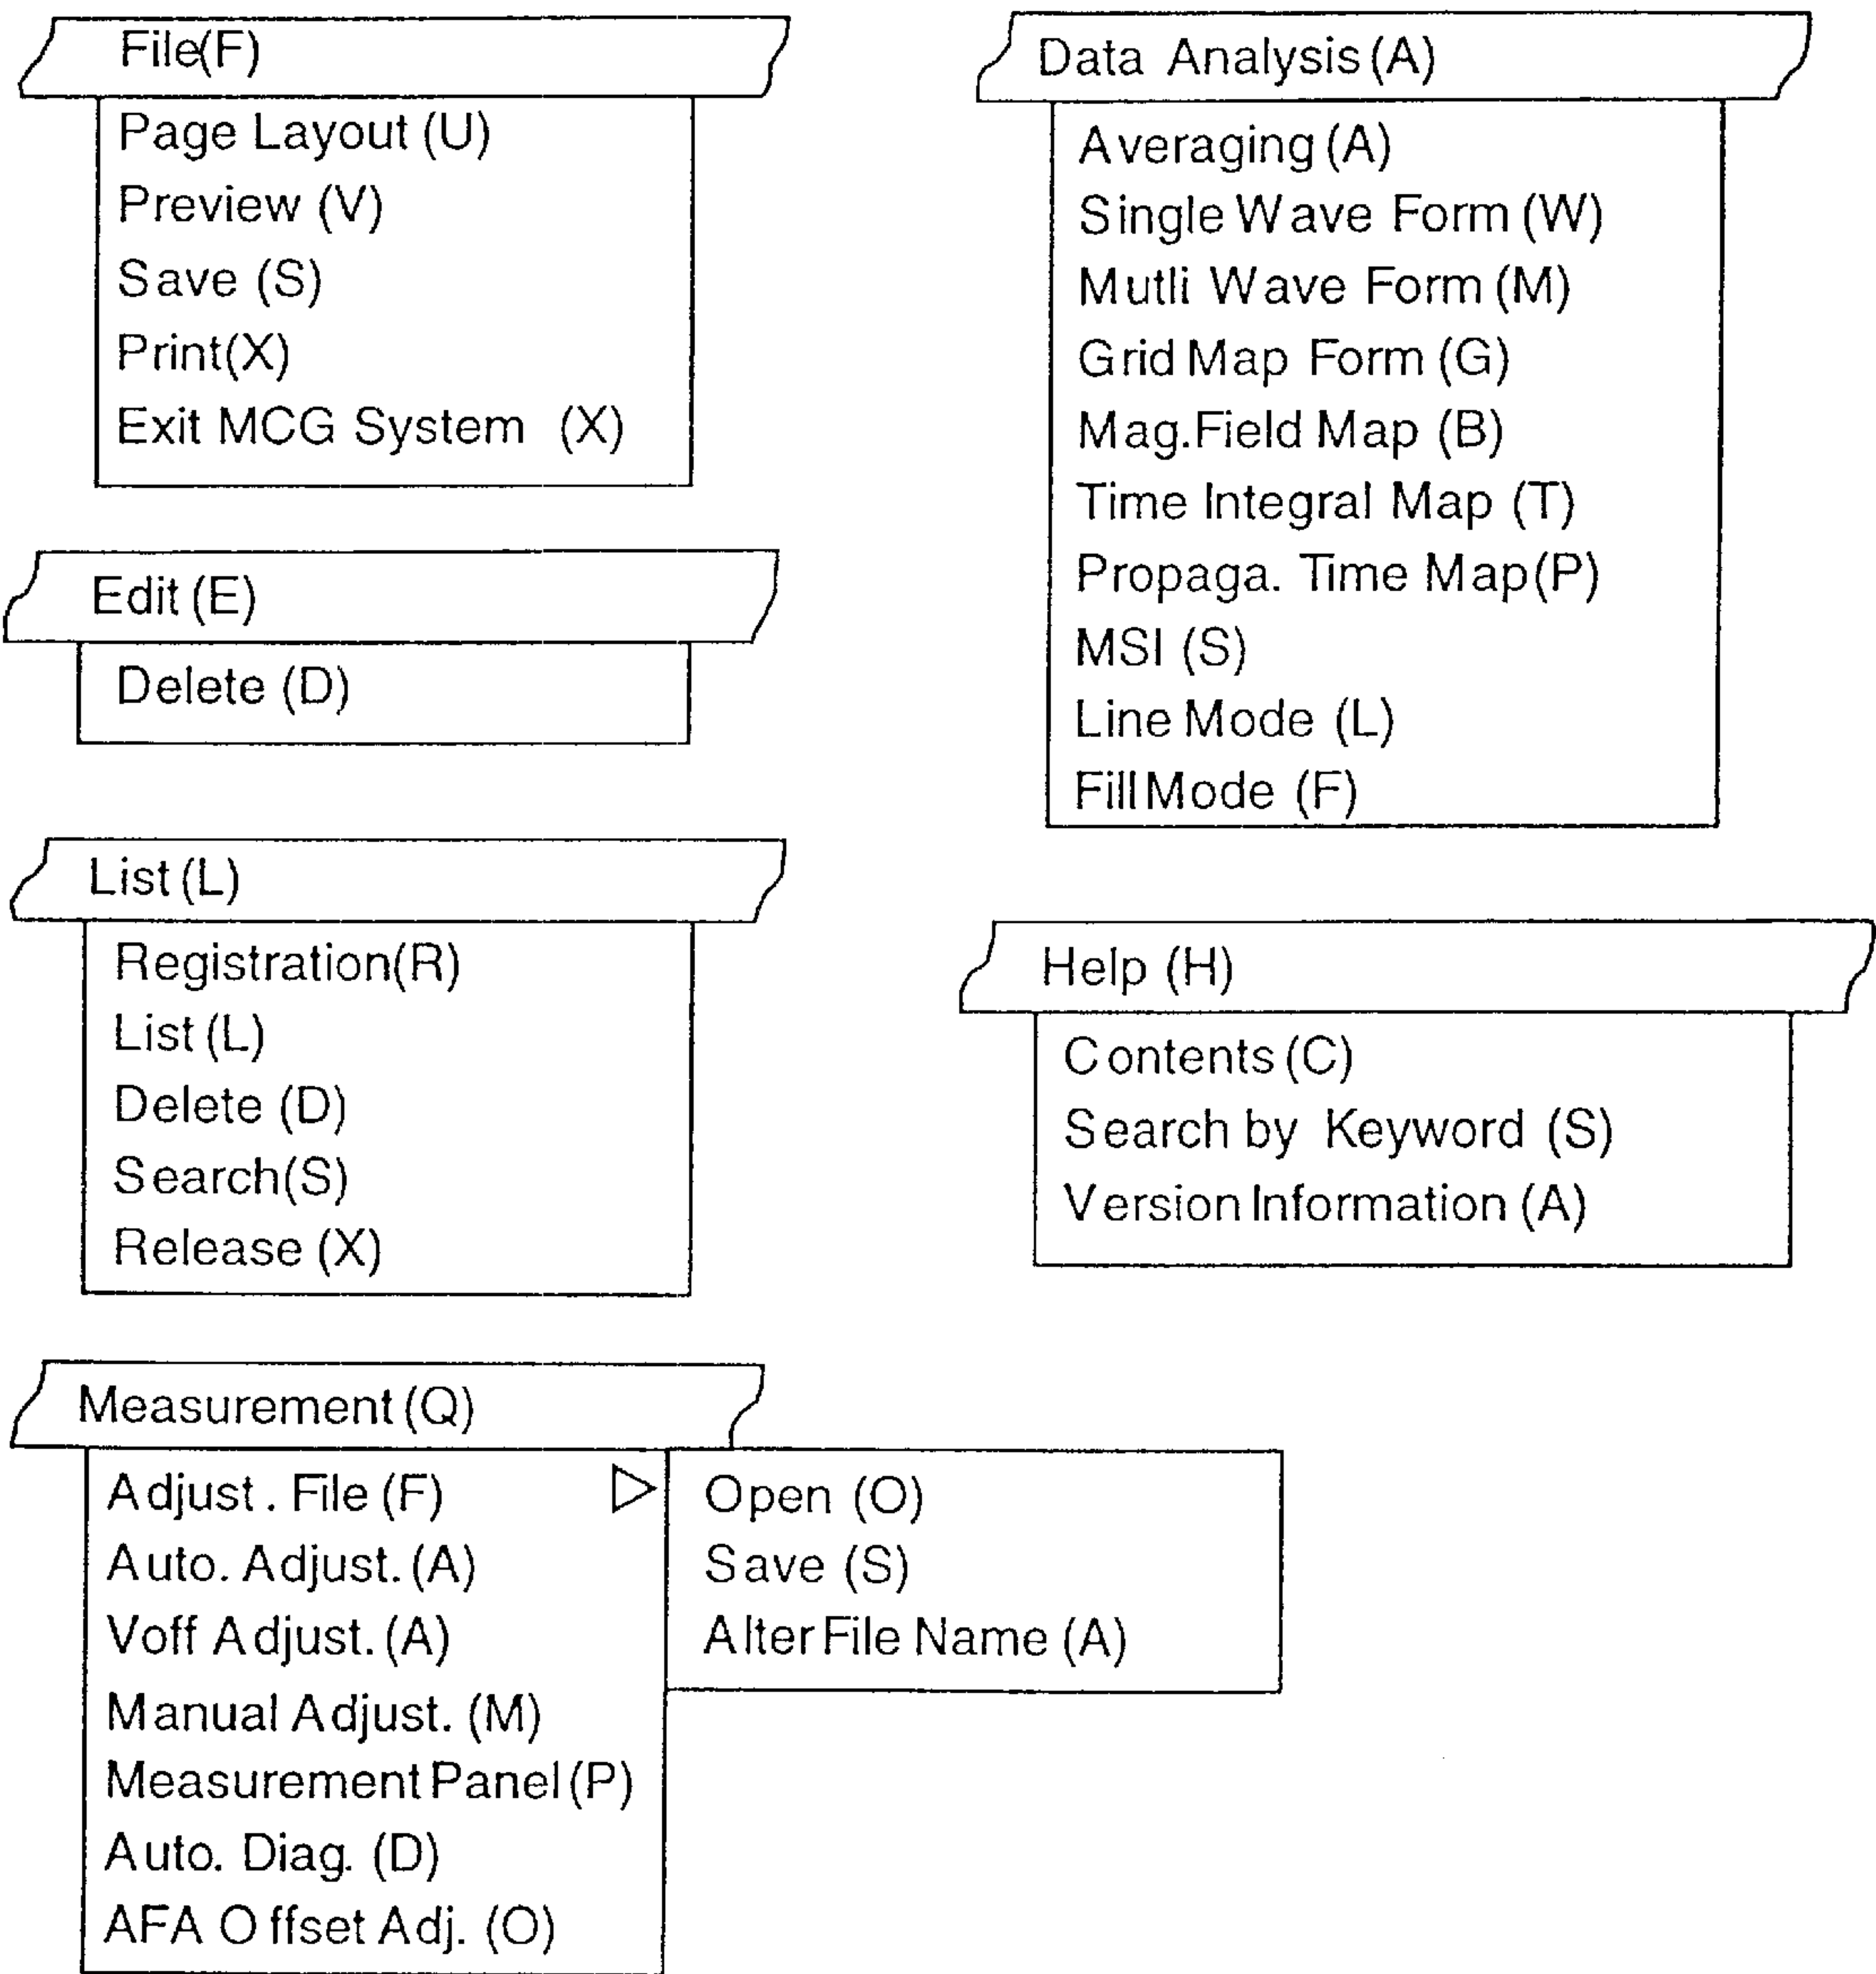 File(F)
Page Layout (U)
Preview (V)
Save (S)
Print(X)
Exit MCG System (X)
Edit (E)
Delete (D)
List (L)
Registration(R)
List (L)
Delete (D)
Search(S)
Release (X)
Measurement (Q)
Adjust. File (F)
Auto. Adjust. (A)
Voff Adjust. (A)
Manual Adjust. (M)
Measurement Panel (P)
Auto. Diag. (D)
AFA Offset Adj. (O)
Open (O)
Save (S)
Alter File Name (A)
Data Analysis (A)
Averaging (A)
Single Wave Form (W)
Mutli Wave Form (M)
Grid Map Form (G)
Mag.Field Map (B)
Time Integral Map (T)
Propaga. Time Map(P)
MSI (S)
Line Mode (L)
Fill Mode (F)
Help (H)
Contents (C)
Search by Keyword (S)
Version Information (A)